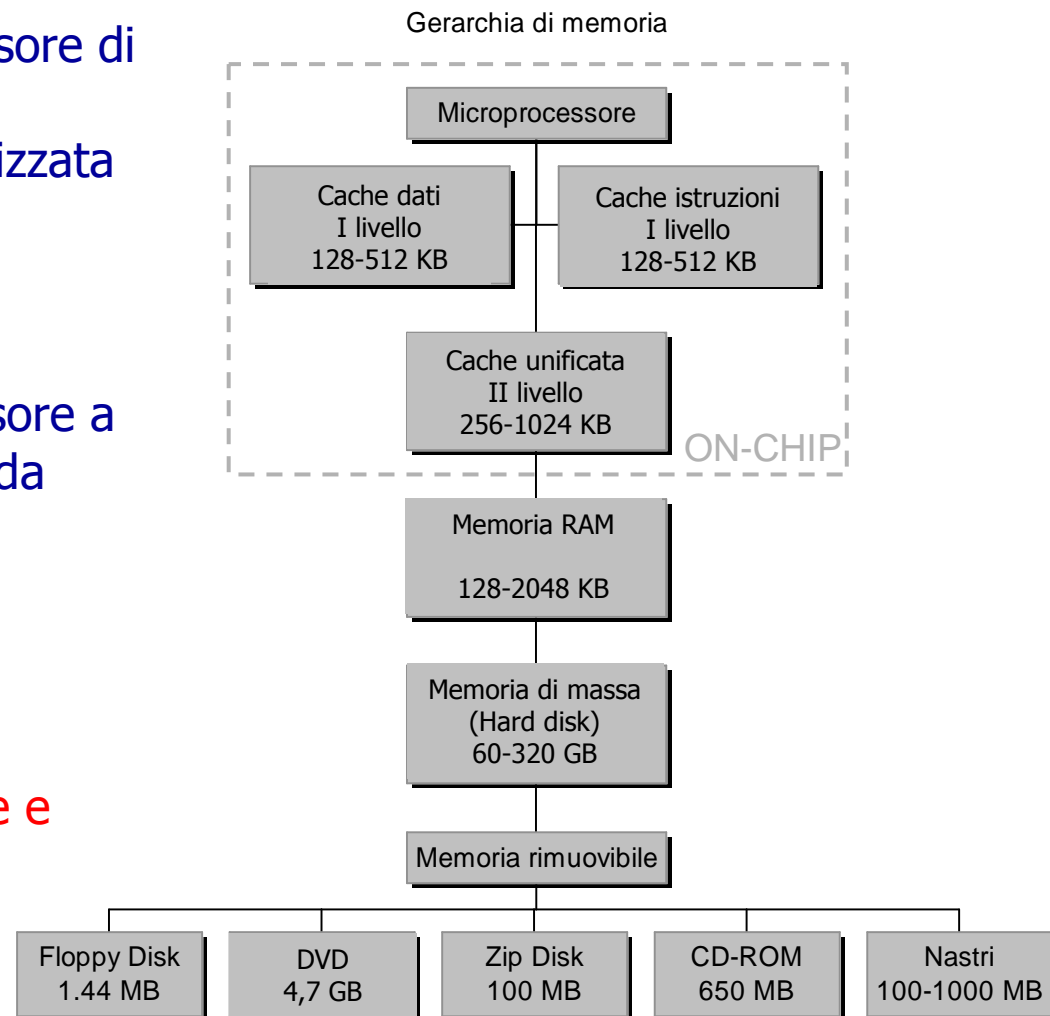 Gerarchia di memoria
sore di
izzata
sore a
da
e e
Microprocessore
Cache dati
I livello
128-512 KB
Cache istruzioni
I livello
128-512 KB
Cache unificata
II livello
256-1024 KB
ON-CHIP
Memoria RAM
128-2048 KB
Memoria di massa
(Hard disk)
60-320 GB
Memoria rimuovibile
Floppy Disk
1.44 MB
DVD
4,7 GB
Zip Disk
100 MB
CD-ROM
650 MB
Nastri
100-1000 MB